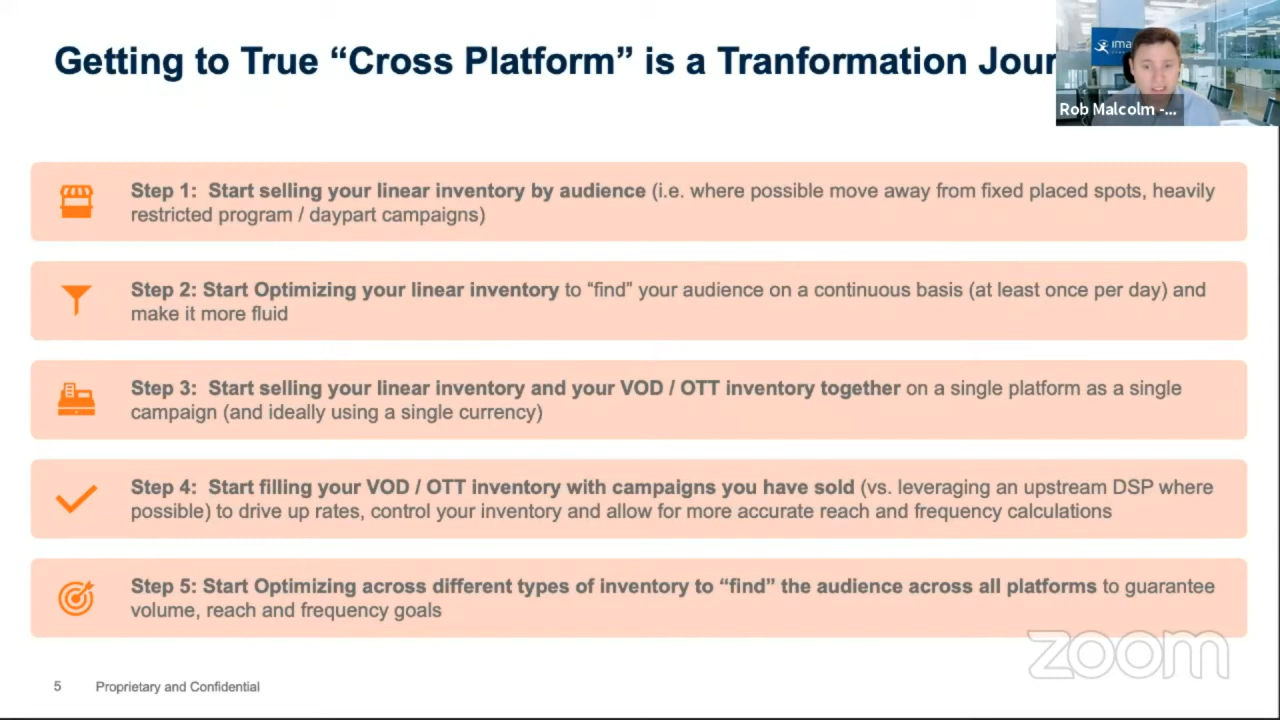 Getting to True “Cross Platform” is a Tranformation Jour
ima
Rob Malcolm -...
Step 1: Start selling your linear inventory by audience (i.e. where possible move away from fixed placed spots, heavily
restricted program / daypart campaigns)
Step 2: Start Optimizing your linear inventory to “find” your audience on a continuous basis (at least once per day) and
make it more fluid
Step 3: Start selling your linear inventory and your VOD / OTT inventory together on a single platform as a single
campaign (and ideally using a single currency)
Step 4: Start filling your VOD / OTT inventory with campaigns you have sold (vs. leveraging an upstream DSP where
possible) to drive up rates, control your inventory and allow for more accurate reach and frequency calculations
Step 5: Start Optimizing across different types of inventory to “find” the audience across all platforms to guarantee
volume, reach and frequency goals
zoom
5 Proprietary and Confidential